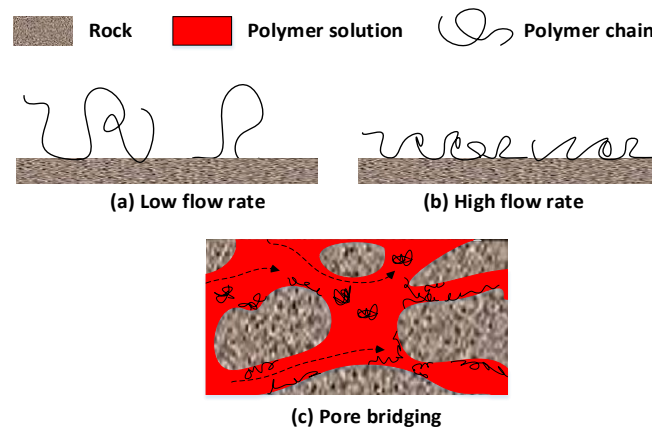 Rock
Polymer solution
Polymer chain
(a) Low flow rate
(b) High flow rate
(c) Pore bridging